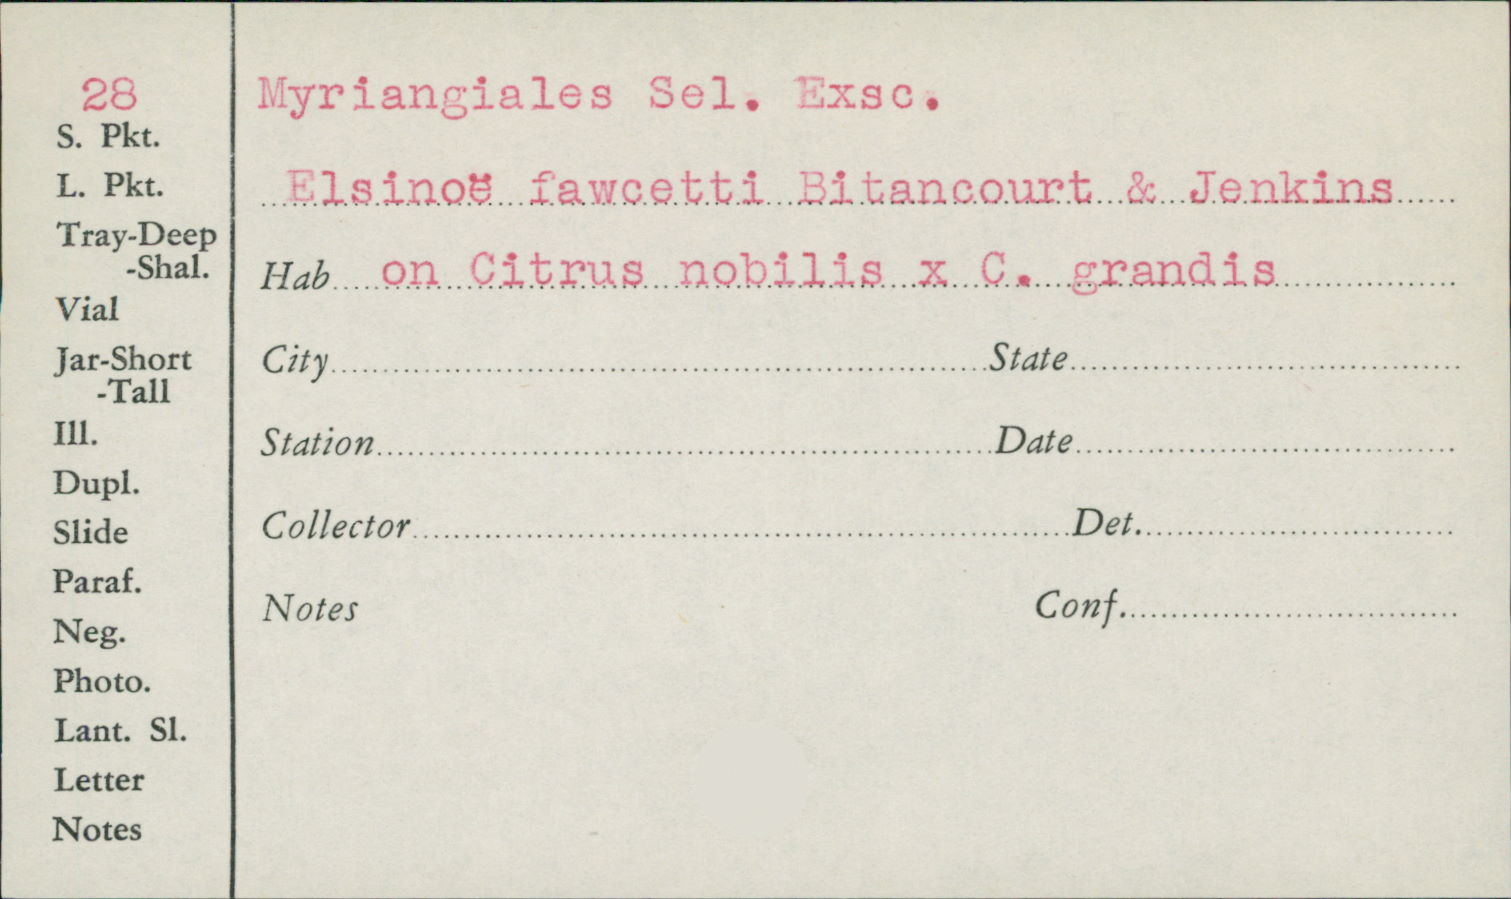 28
S. Pkt.
L. Pkt.
Tray-Deep
-Shal.
Vial
Jar-Short
-Tall
Ill.
Dupl.
Slide
Paraf.
Neg.
Photo.
Lant. Sl.
Letter
Notes
Myriangiales Sel. Exsc.
Elsinoë fawcetti Bitancourt & Jenkins
Hab on Citrus nobilis x C. grandis
City State
Station Date
Collector Det.
Notes Conf.